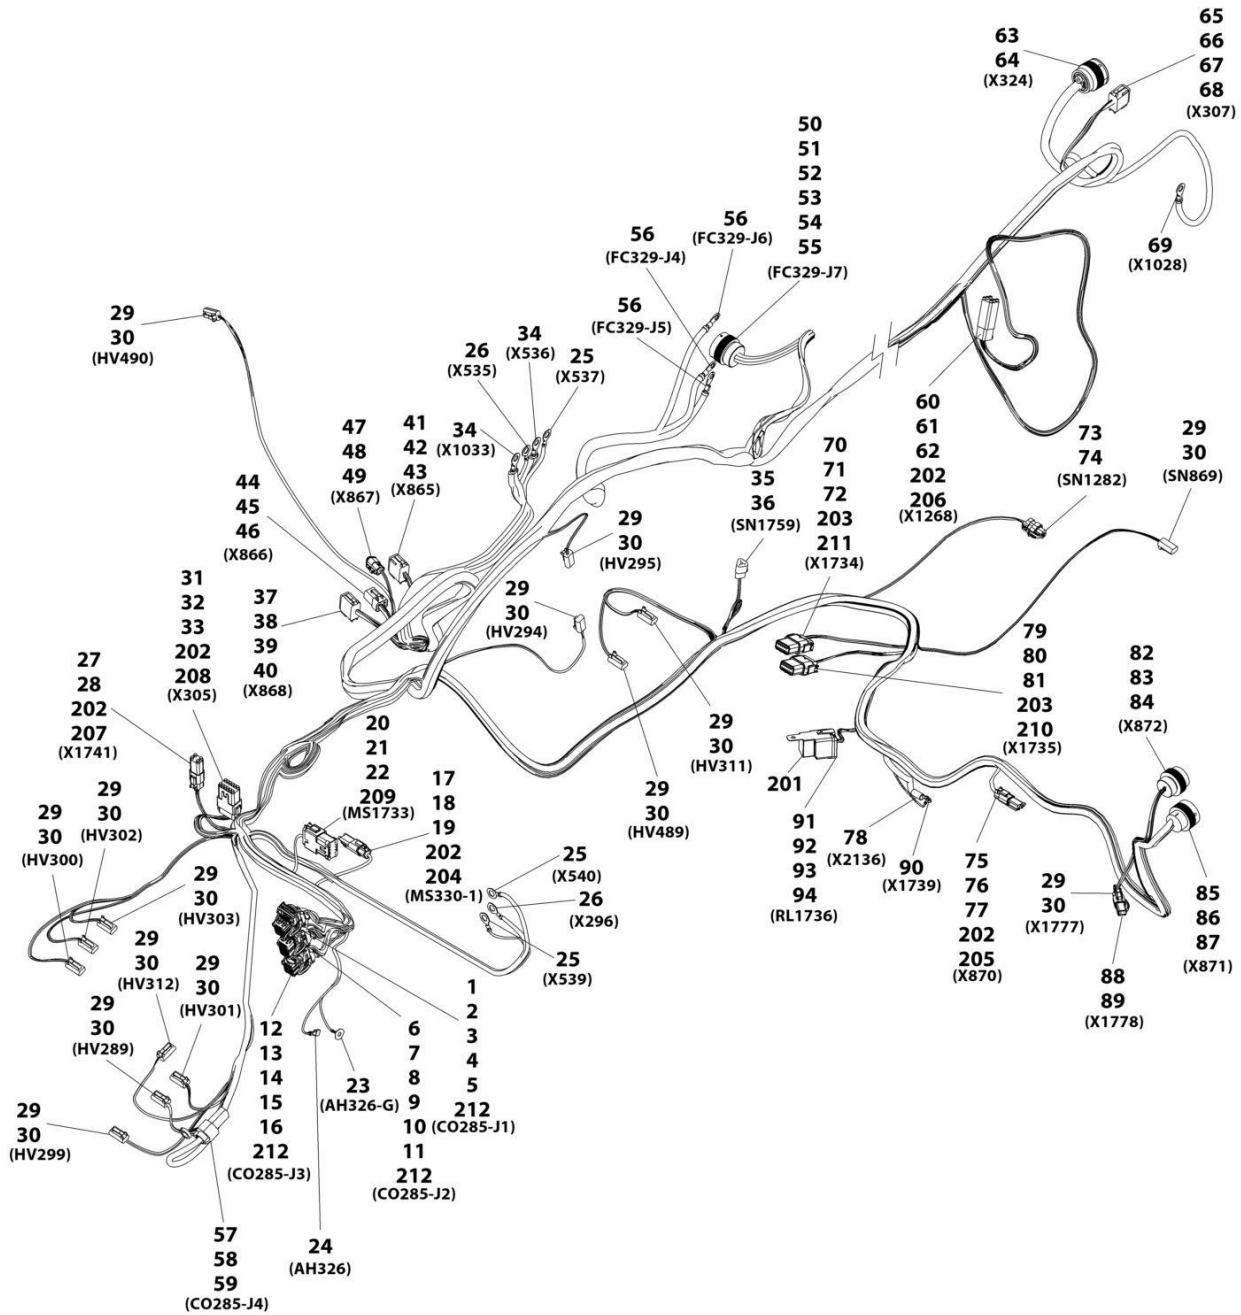 65
66
67
68
(X307)
63
64
(X324)
50
51
52
53
54
55
(FC329-J7)
56
(FC329-J6)
56
(FC329-J4)
56
(FC329-J5)
69
(X1028)
29
30
(HV490)
34
(X536)
26
(X535)
25
(X537)
34
(X1033)
47
48
49
(X867)
41
42
43
(X865)
44
45
46
(X866)
60
61
62
202
206
(X1268)
73
74
(SN1282)
29
30
(SN869)
70
71
72
203
211
(X1734)
35
36
(SN1759)
29
30
(HV295)
29
30
(HV294)
31
32
33
202
208
(X305)
37
38
39
40
(X868)
27
28
202
207
(X1741)
20
21
22
209
(MS1733)
17
18
19
202
204
(MS330-1)
79
80
81
203
210
(X1735)
82
83
84
(X872)
29
30
(HV311)
29
30
(HV489)
201
91
92
93
94
(RL1736)
78
(X2136)
90
(X1739)
75
76
77
202
205
(X870)
29
30
(X1777)
88
89
(X1778)
85
86
87
(X871)
29
30
(HV302)
29
30
(HV300)
29
30
(HV303)
25
(X540)
26
(X296)
25
(X539)
29
30
(HV312)
29
30
(HV301)
29
30
(HV289)
29
30
(HV299)
12
13
14
15
16
212
(CO285-J3)
23
(AH326-G)
6
7
8
9
10
11
212
(CO285-J2)
1
2
3
4
5
212
(CO285-J1)
57
58
59
(CO285-J4)
24
(AH326)